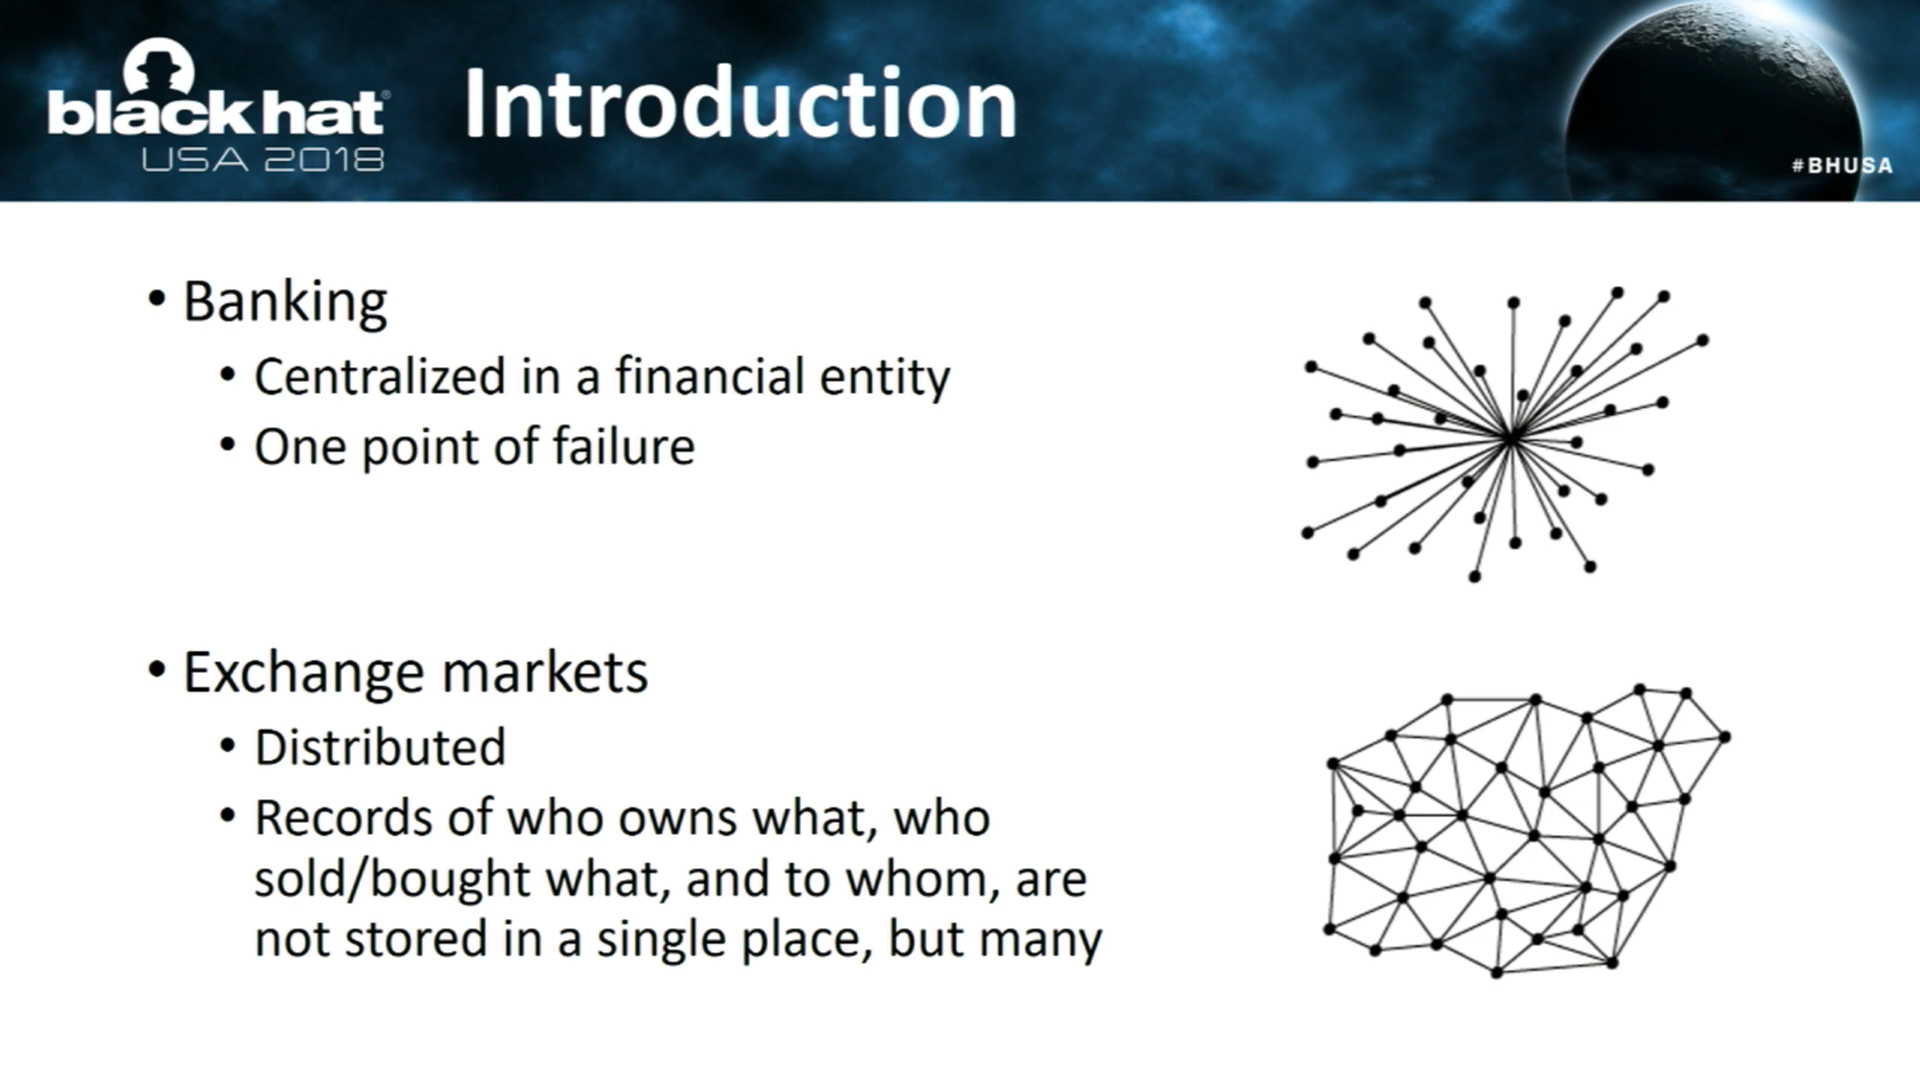 black hat®
USA 2018
Introduction
#BHUSA
• Banking
• Centralized in a financial entity
• One point of failure
• Exchange markets
• Distributed
• Records of who owns what, who
sold/bought what, and to whom, are
not stored in a single place, but many